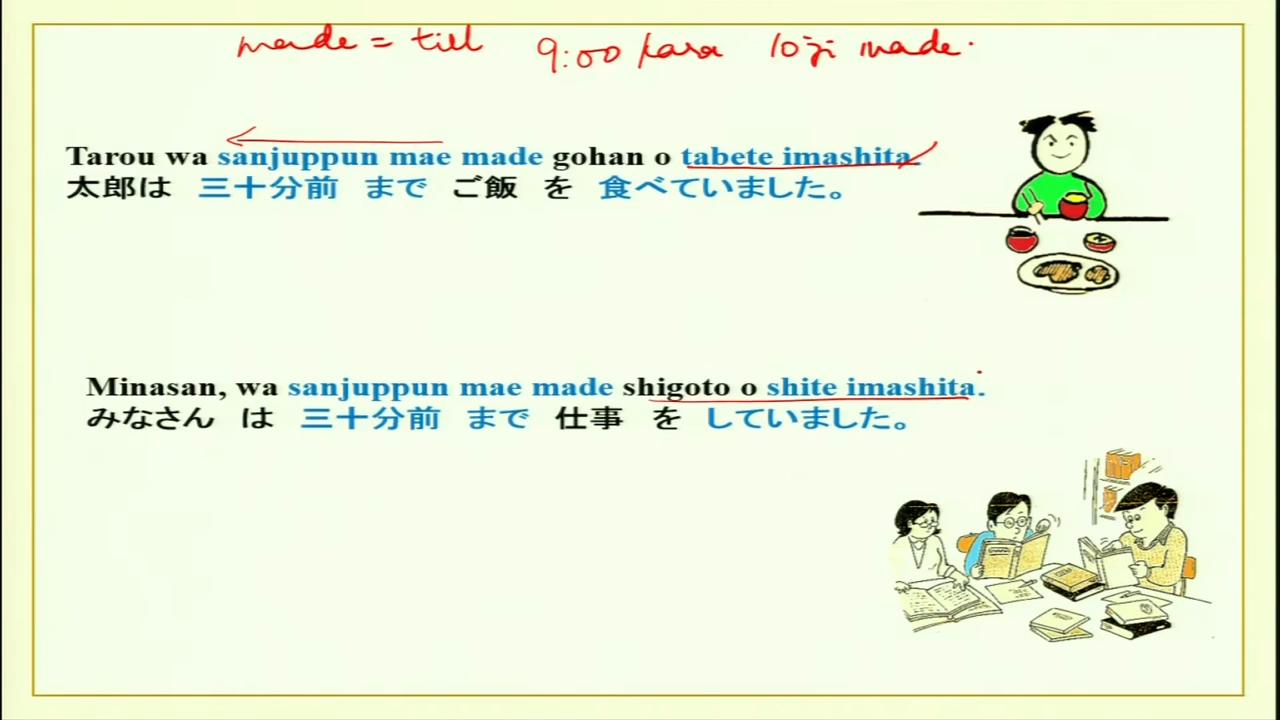 made = till 9:00 kara 10ji made.
Tarou wa sanjuppun mae made gohan o tabete imashita.
太郎は 三十分前 まで ご飯 を 食べていました。
Minasan, wa sanjuppun mae made shigoto o shite imashita.
みなさん は 三十分前 まで 仕事 を していました。